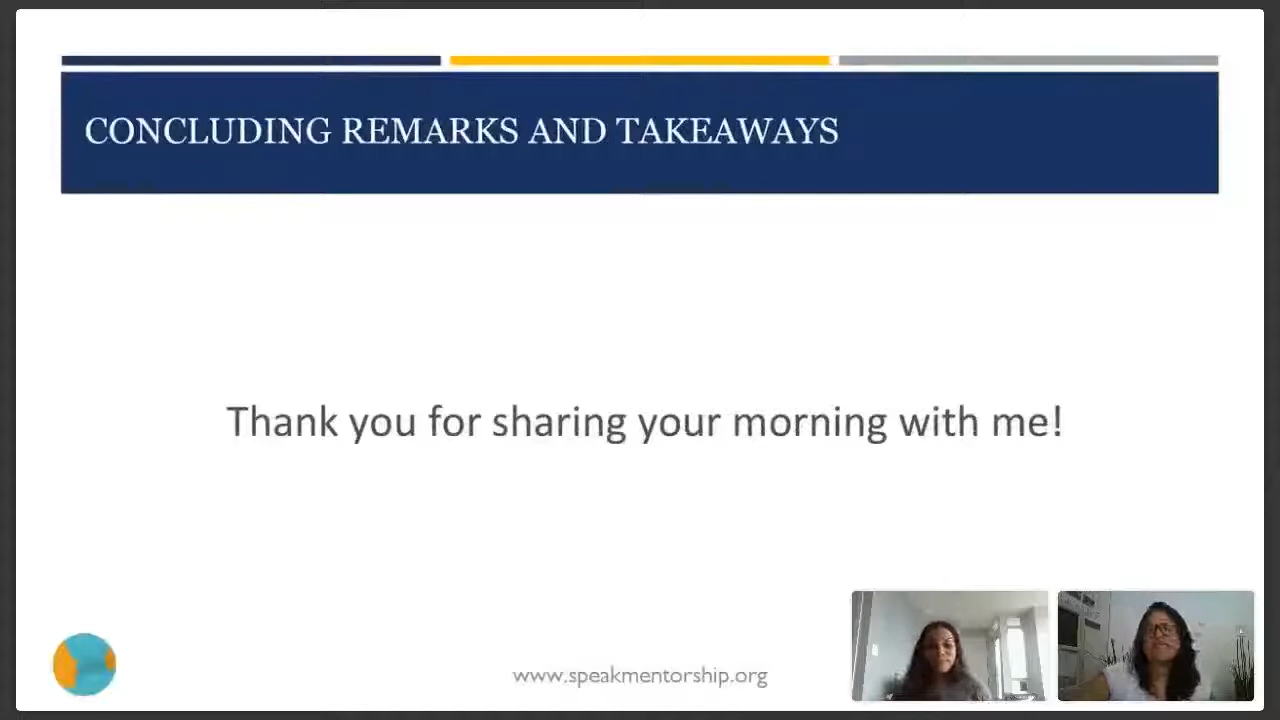 CONCLUDING REMARKS AND TAKEAWAYS
Thank you for sharing your morning with me!
www.speakmentorship.org